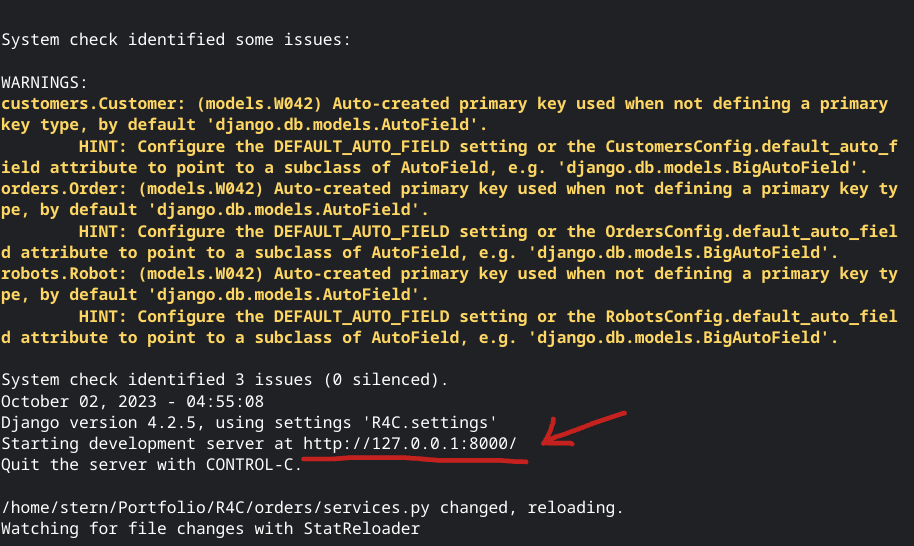 System check identified some issues:
WARNINGS:
customers.Customer: (models.W042) Auto-created primary key used when not defining a primary
key type, by default 'django.db.models.AutoField'.
HINT: Configure the DEFAULT_AUTO_FIELD setting or the CustomersConfig.default_auto_f
ield attribute to point to a subclass of AutoField, e.g. 'django.db.models.BigAutoField'.
orders.Order: (models.W042) Auto-created primary key used when not defining a primary key ty
pe, by default 'django.db.models.AutoField'.
HINT: Configure the DEFAULT_AUTO_FIELD setting or the OrdersConfig.default_auto_fiel
d attribute to point to a subclass of AutoField, e.g. 'django.db.models.BigAutoField'.
robots.Robot: (models.W042) Auto-created primary key used when not defining a primary key ty
pe, by default 'django.db.models.AutoField'.
HINT: Configure the DEFAULT_AUTO_FIELD setting or the RobotsConfig.default_auto_fiel
d attribute to point to a subclass of AutoField, e.g. 'django.db.models.BigAutoField'.
System check identified 3 issues (0 silenced).
October 02, 2023 - 04:55:08
Django version 4.2.5, using settings 'R4C.settings'
Starting development server at http://127.0.0.1:8000/
Quit the server with CONTROL-C.
/home/stern/Portfolio/R4C/orders/services.py changed, reloading.
Watching for file changes with StatReloader